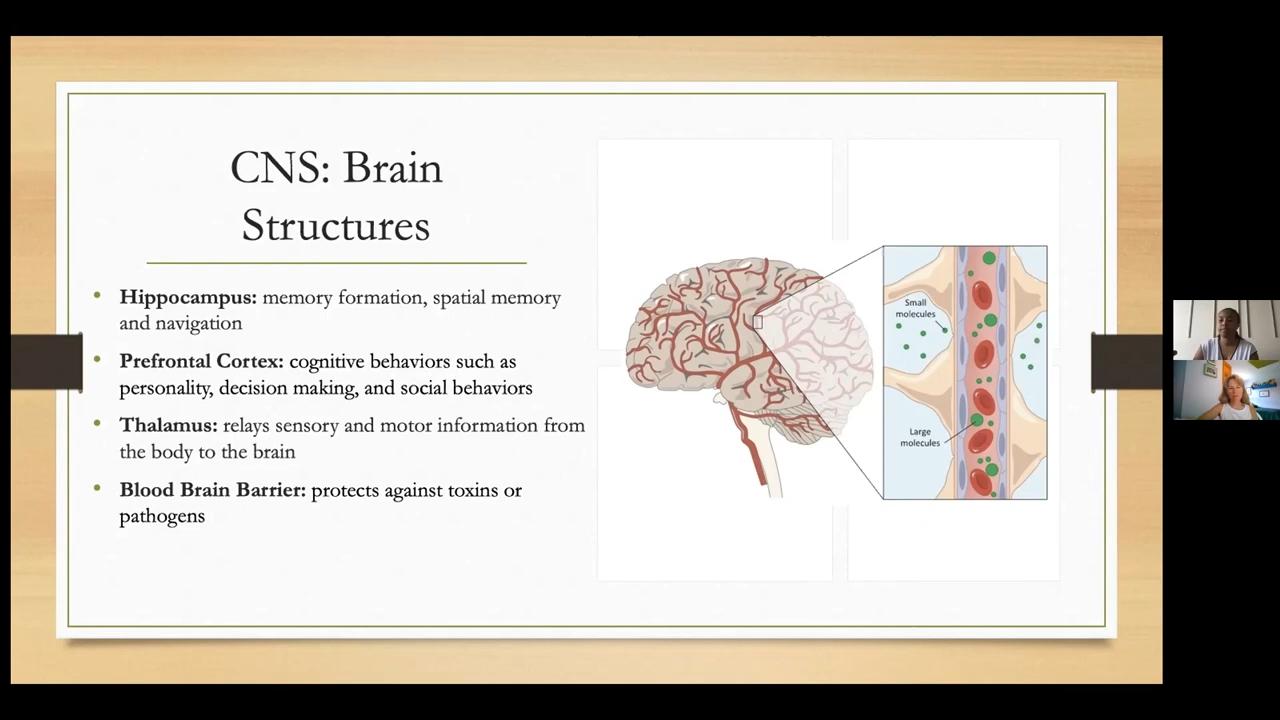 CNS: Brain
Structures
• Hippocampus: memory formation, spatial memory
and navigation
• Prefrontal Cortex: cognitive behaviors such as
personality, decision making, and social behaviors
• Thalamus: relays sensory and motor information from
the body to the brain
• Blood Brain Barrier: protects against toxins or
pathogens
Small
molecules
Large
molecules